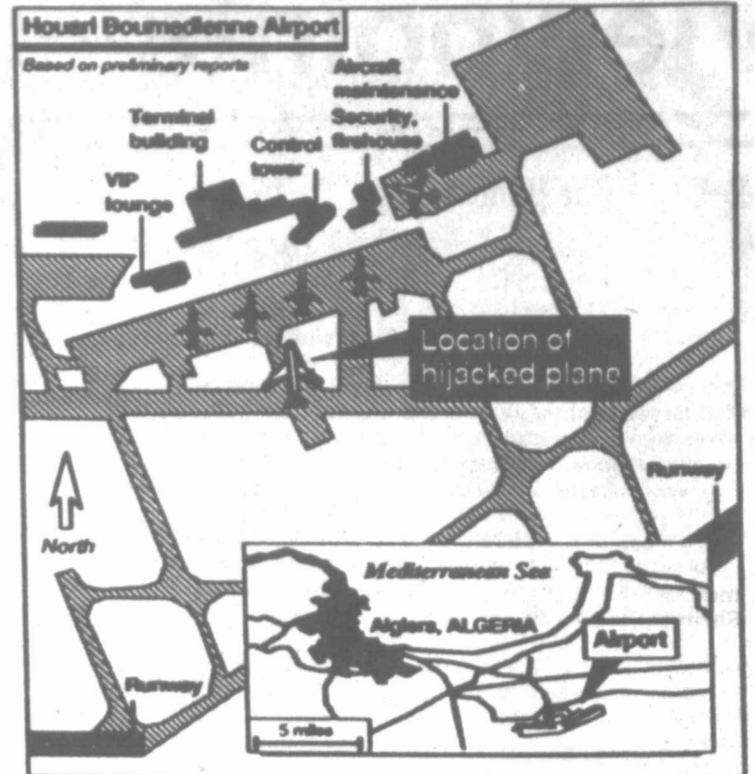 Houari Boumedienne Airport
Based on preliminary reports
Aircraft
maintenance
Security,
firehouse
Terminal
building
Control
tower
VIP
lounge
Location of
hijacked plane
North
Runway
Mediterranean Sea
Algiers, ALGERIA
Airport
5 miles
Runway